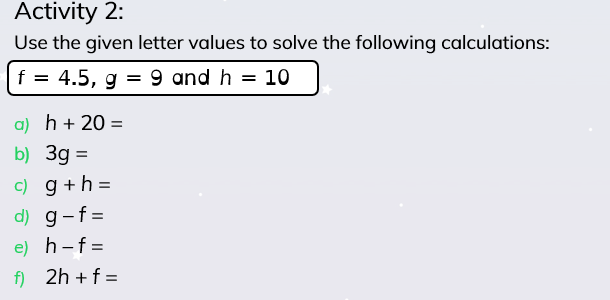 Activity 2:
Use the given letter values to solve the following calculations:
f = 4.5, g = 9 and h = 10
a) h + 20 =
b) 3g =
c) g + h =
d) g – f =
e) h – f =
f) 2h + f =